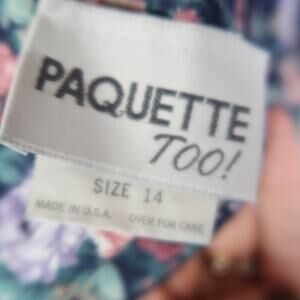 PAQUETTE
TOO!
SIZE 14
MADE IN U.S.A. OVER FOR CARE